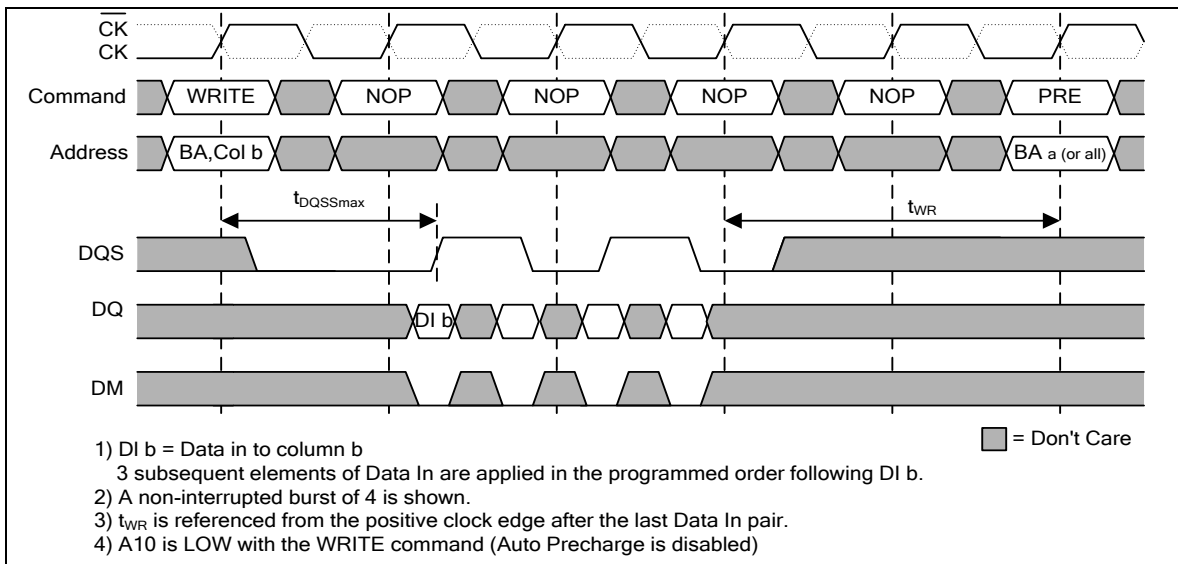 CK
CK
Command WRITE NOP NOP NOP NOP PRE
Address BA,Col b BA a (or all)
tDQSSmax tWR
DQS
DQ DI b
DM
1) DI b = Data in to column b
3 subsequent elements of Data In are applied in the programmed order following DI b.
2) A non-interrupted burst of 4 is shown.
3) tWR is referenced from the positive clock edge after the last Data In pair.
4) A10 is LOW with the WRITE command (Auto Precharge is disabled)
= Don't Care